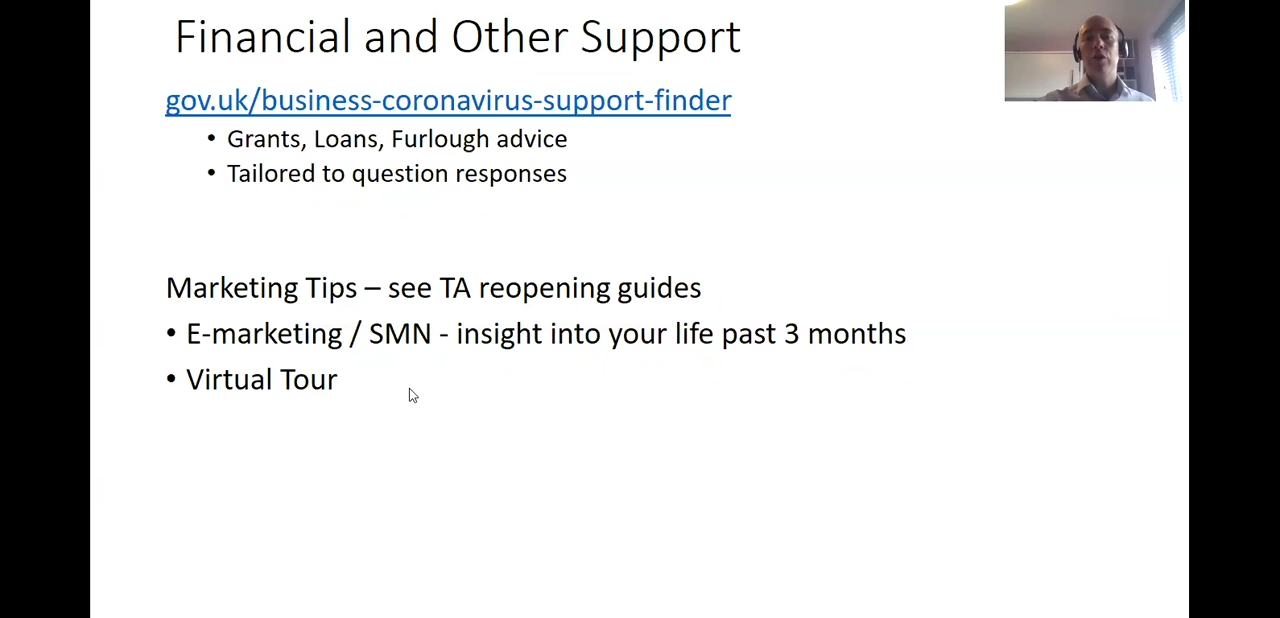 Financial and Other Support
gov.uk/business-coronavirus-support-finder
• Grants, Loans, Furlough advice
• Tailored to question responses
Marketing Tips – see TA reopening guides
• E-marketing / SMN - insight into your life past 3 months
• Virtual Tour